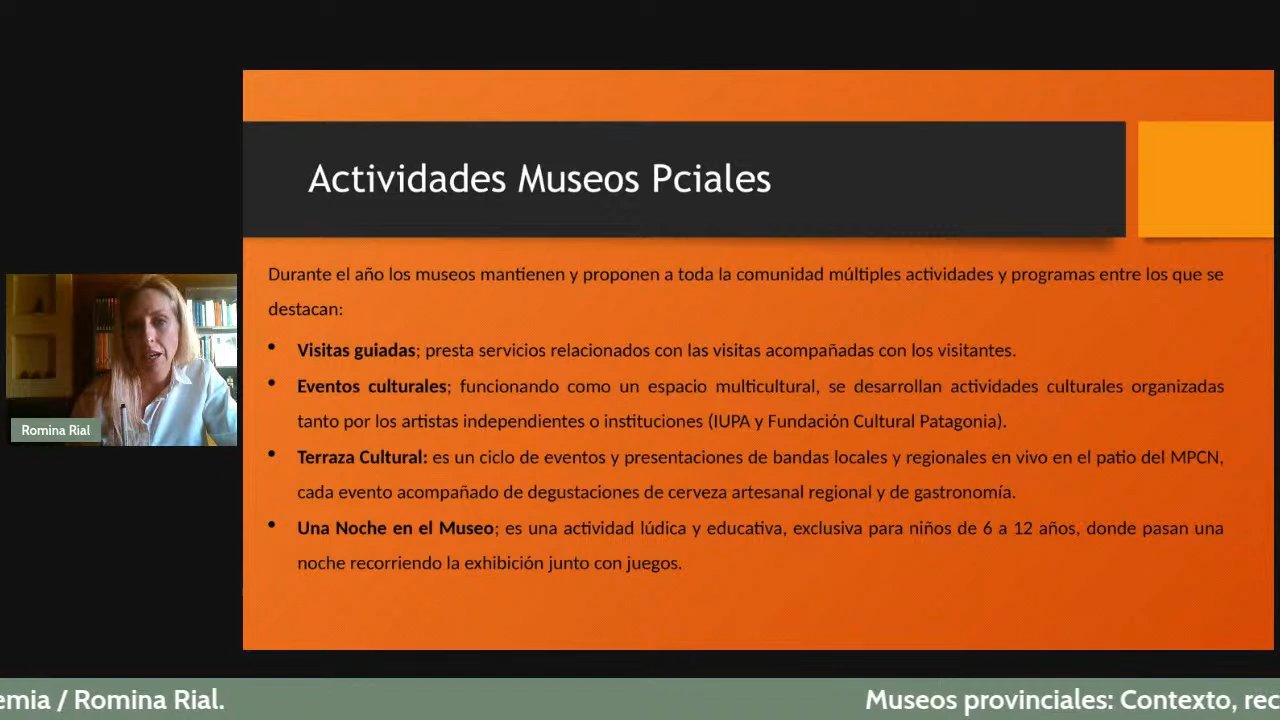 Actividades Museos Pciales
Durante el año los museos mantienen y proponen a toda la comunidad múltiples actividades y programas entre los que se
destacan:
• Visitas guiadas; presta servicios relacionados con las visitas acompañadas con los visitantes.
• Eventos culturales; funcionando como un espacio multicultural, se desarrollan actividades culturales organizadas
tanto por los artistas independientes o instituciones (IUPA y Fundación Cultural Patagonia).
• Terraza Cultural: es un ciclo de eventos y presentaciones de bandas locales y regionales en vivo en el patio del MPCN,
cada evento acompañado de degustaciones de cerveza artesanal regional y de gastronomía.
• Una Noche en el Museo; es una actividad lúdica y educativa, exclusiva para niños de 6 a 12 años, donde pasan una
noche recorriendo la exhibición junto con juegos.
Romina Rial
emia / Romina Rial.
Museos provinciales: Contexto, rec